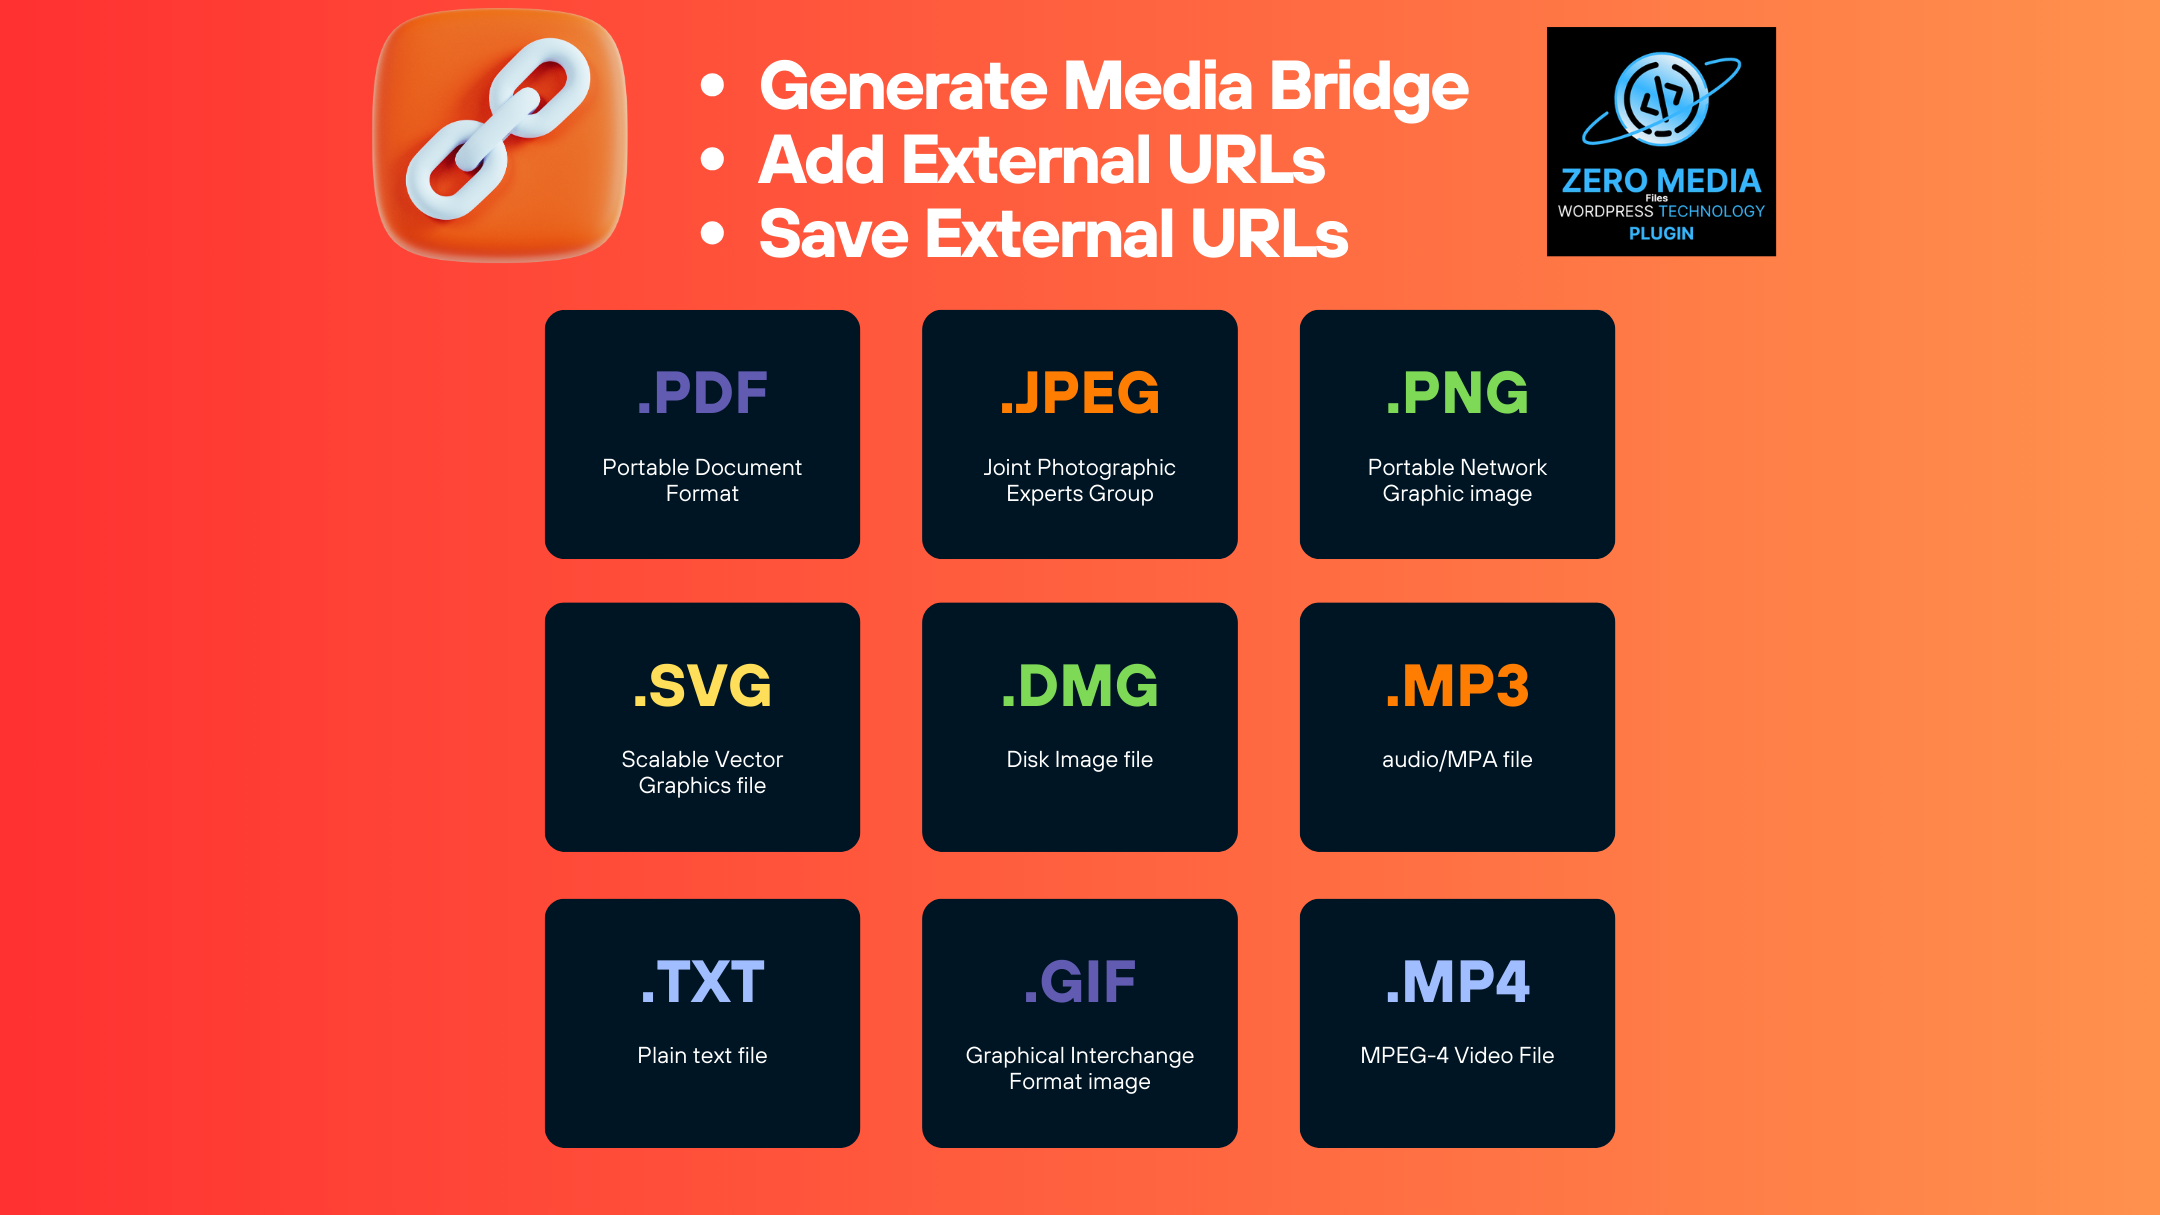 • Generate Media Bridge
• Add External URLs
• Save External URLs
ZERO MEDIA
Files
WORDPRESS TECHNOLOGY
PLUGIN
.PDF
Portable Document
Format
.JPEG
Joint Photographic
Experts Group
.PNG
Portable Network
Graphic image
.SVG
Scalable Vector
Graphics file
.DMG
Disk Image file
.MP3
audio/MPA file
.TXT
Plain text file
.GIF
Graphical Interchange
Format image
.MP4
MPEG-4 Video File